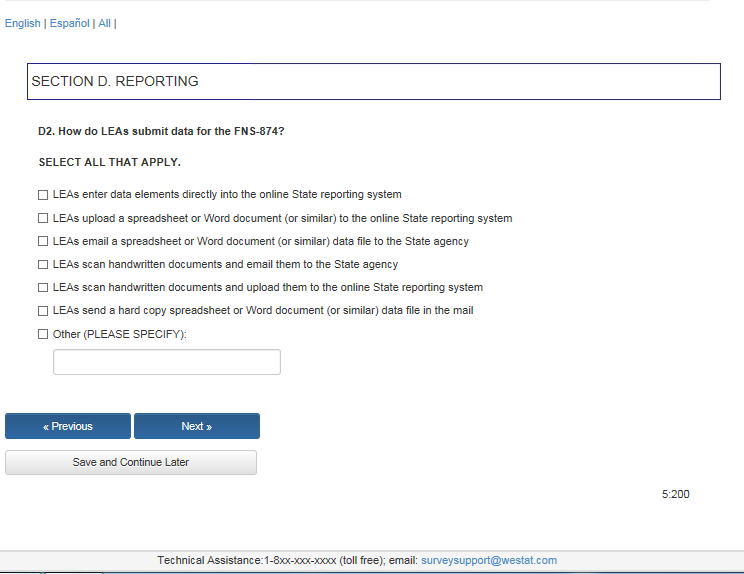 English | Español | All |
SECTION D. REPORTING
D2. How do LEAs submit data for the FNS-874?
SELECT ALL THAT APPLY.
LEAs enter data elements directly into the online State reporting system
LEAs upload a spreadsheet or Word document (or similar) to the online State reporting system
LEAs email a spreadsheet or Word document (or similar) data file to the State agency
LEAs scan handwritten documents and email them to the State agency
LEAs scan handwritten documents and upload them to the online State reporting system
LEAs send a hard copy spreadsheet or Word document (or similar) data file in the mail
Other (PLEASE SPECIFY):
« Previous
Next »
Save and Continue Later
5:200
Technical Assistance:1-8xx-xxx-xxxx (toll free); email: surveysupport@westat.com